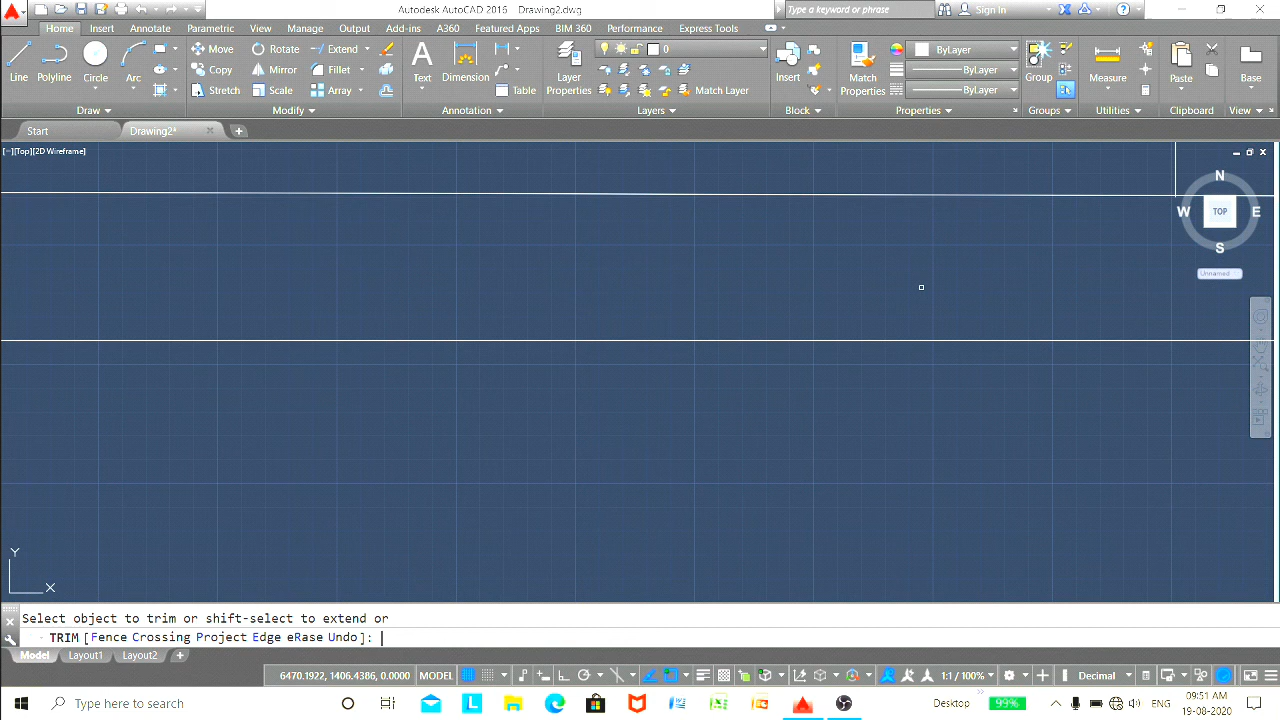 Autodesk AutoCAD 2016 Drawing2.dwg
Type a keyword or phrase
Sign In
Home Insert Annotate Parametric View Manage Output Add-ins A360 Featured Apps BIM 360 Performance Express Tools
Line Polyline Circle Arc
Move Rotate Extend
Copy Mirror Fillet
Stretch Scale Array
Text Dimension Table
Layer Properties
0
Match Layer
Insert
Match Properties
ByLayer
ByLayer
ByLayer
Group Measure Paste Base
Draw Modify Annotation Layers Block Properties Groups Utilities Clipboard View
Start Drawing2*
[−][Top][2D Wireframe]
N
W TOP E
S
Unnamed
Y
X
Select object to trim or shift-select to extend or
TRIM [Fence Crossing Project Edge eRase Undo]:
Model Layout1 Layout2
6470.1922, 1406.4386, 0.0000 MODEL 1:1 / 100% Decimal
Type here to search
Desktop 99% ENG 09:51 AM
19-08-2020